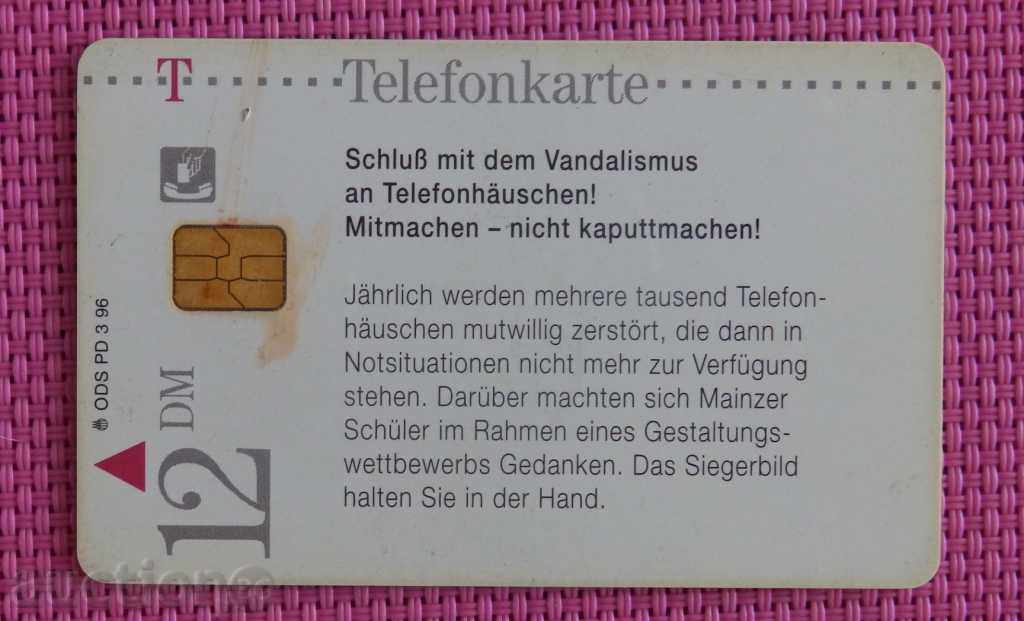 T Telefonkarte
Schluß mit dem Vandalismus
an Telefonhäuschen!
Mitmachen – nicht kaputtmachen!
Jährlich werden mehrere tausend Telefon-
häuschen mutwillig zerstört, die dann in
Notsituationen nicht mehr zur Verfügung
stehen. Darüber machten sich Mainzer
Schüler im Rahmen eines Gestaltungs-
wettbewerbs Gedanken. Das Siegerbild
halten Sie in der Hand.
ODS PD 3 96
12 DM